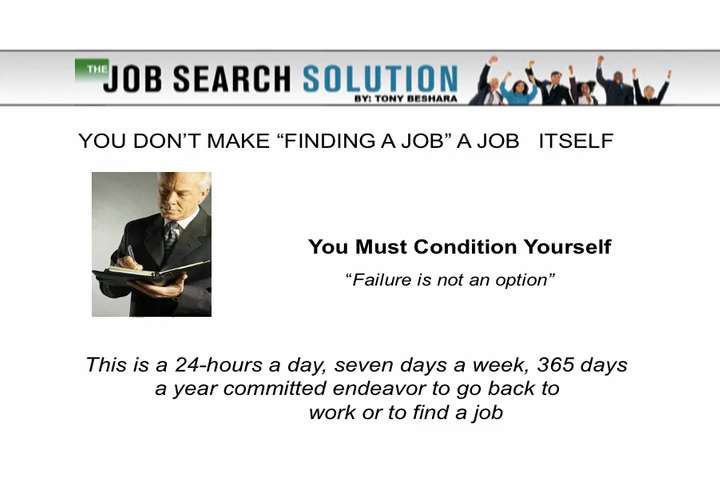 THE JOB SEARCH SOLUTION
BY: TONY BESHARA
YOU DON’T MAKE “FINDING A JOB” A JOB ITSELF
You Must Condition Yourself
“Failure is not an option”
This is a 24-hours a day, seven days a week, 365 days
a year committed endeavor to go back to
work or to find a job